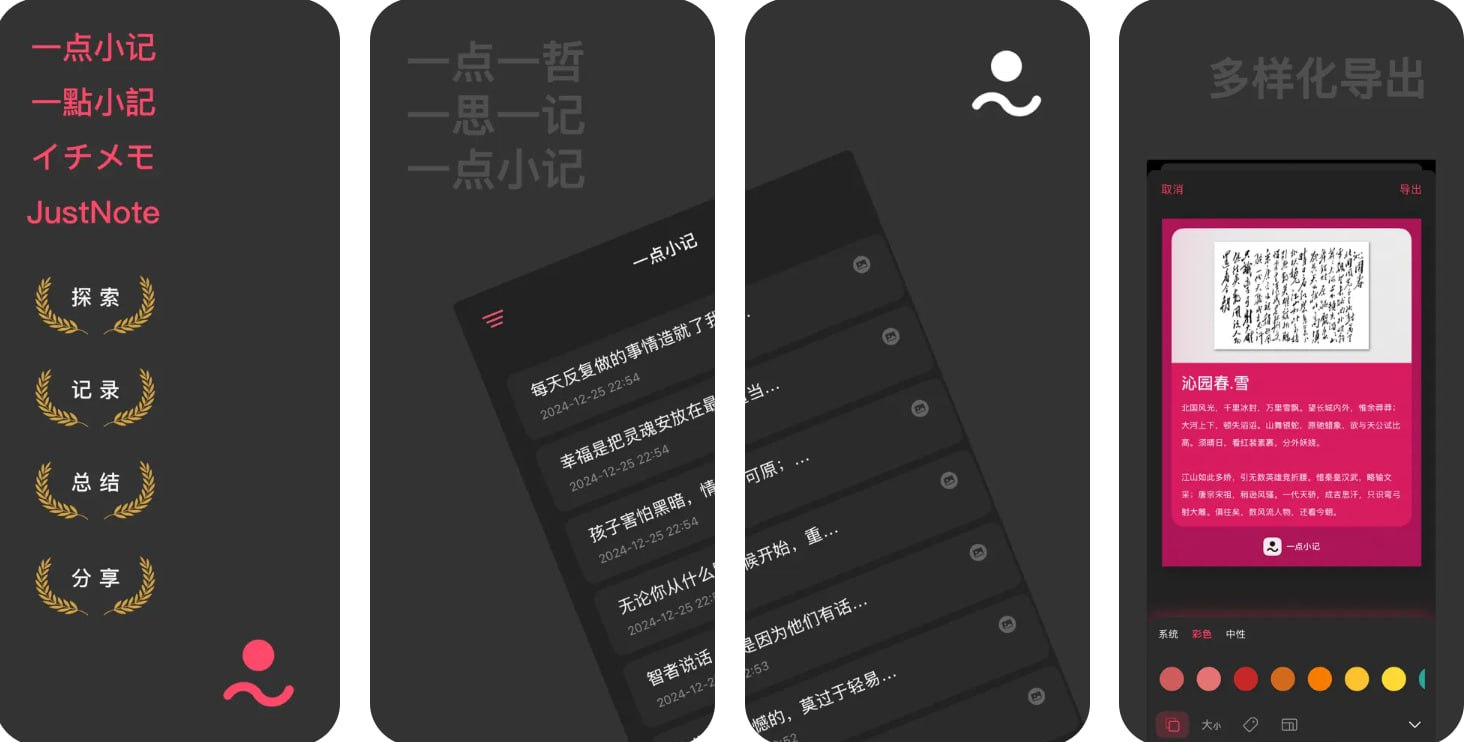 一点小记
一點小記
イチメモ
JustNote
探索
记录
总结
分享
一点一哲
一思一记
一点小记
一点小记
每天反复做的事情造就了我...
2024-12-25 22:54
幸福是把灵魂安放在最适当...
2024-12-25 22:54
孩子害怕黑暗，情 可原；...
2024-12-25 22:54
无论你从什么 候开始，重...
2024-12-25 22:5
智者说话 是因为他们有话...
2024-12-2 2:53
憾的，莫过于轻易...
:52
多样化导出
取消
导出
沁园春.雪
北国风光，千里冰封，万里雪飘。望长城内外，惟余莽莽；
大河上下，顿失滔滔。山舞银蛇，原驰蜡象，欲与天公试比
高。须晴日，看红装素裹，分外妖娆。
江山如此多娇，引无数英雄竞折腰。惜秦皇汉武，略输文
采；唐宗宋祖，稍逊风骚。一代天骄，成吉思汗，只识弯弓
射大雕。俱往矣，数风流人物，还看今朝。
一点小记
系统 彩色 中性
大小